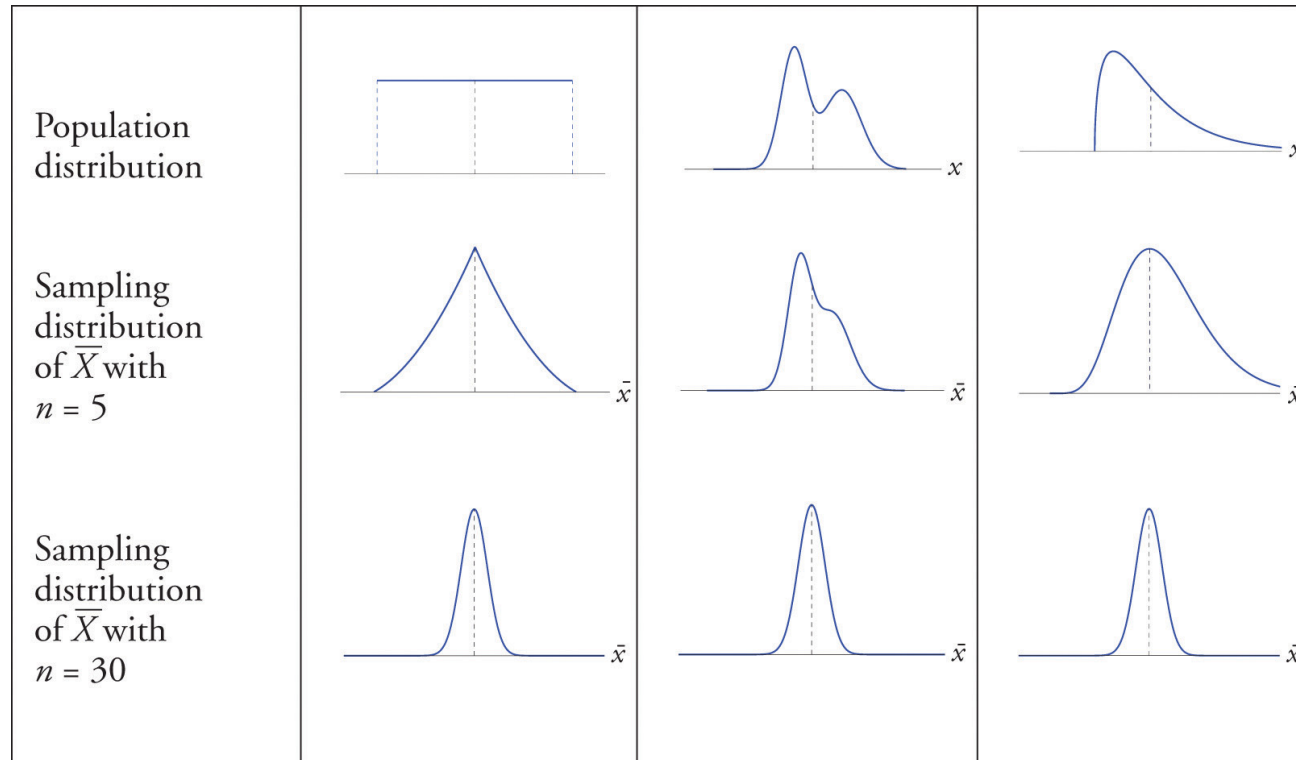 Population
distribution
x
x
Sampling
distribution
of X̅ with
n = 5
x̄
x̄
x̄
Sampling
distribution
of X̅ with
n = 30
x̄
x̄
x̄